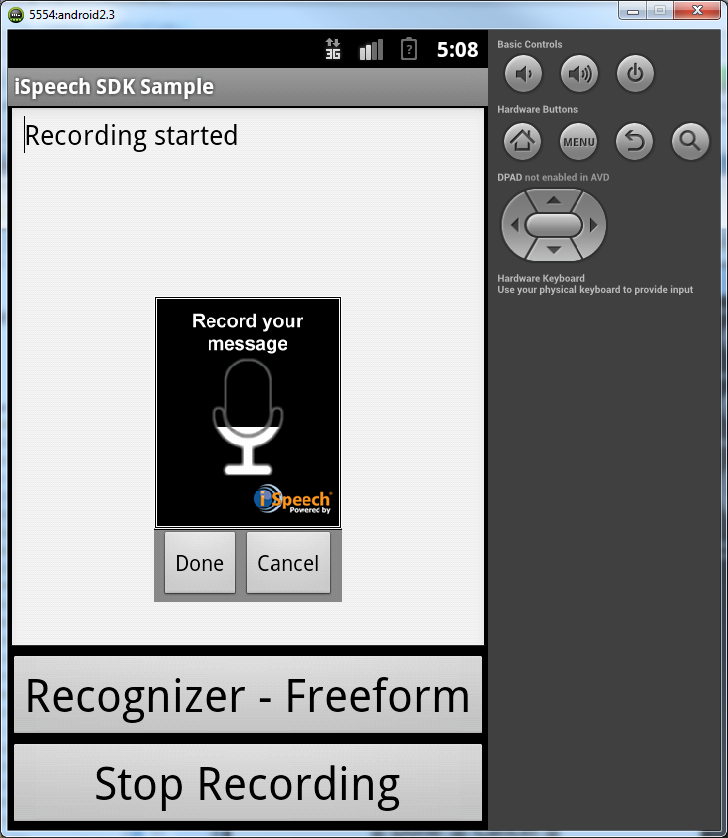 5554:android2.3
3G
?
5:08
iSpeech SDK Sample
Recording started
Record your
message
iSpeech
Powered by
Done
Cancel
Recognizer - Freeform
Stop Recording
Basic Controls
Hardware Buttons
MENU
DPAD not enabled in AVD
Hardware Keyboard
Use your physical keyboard to provide input